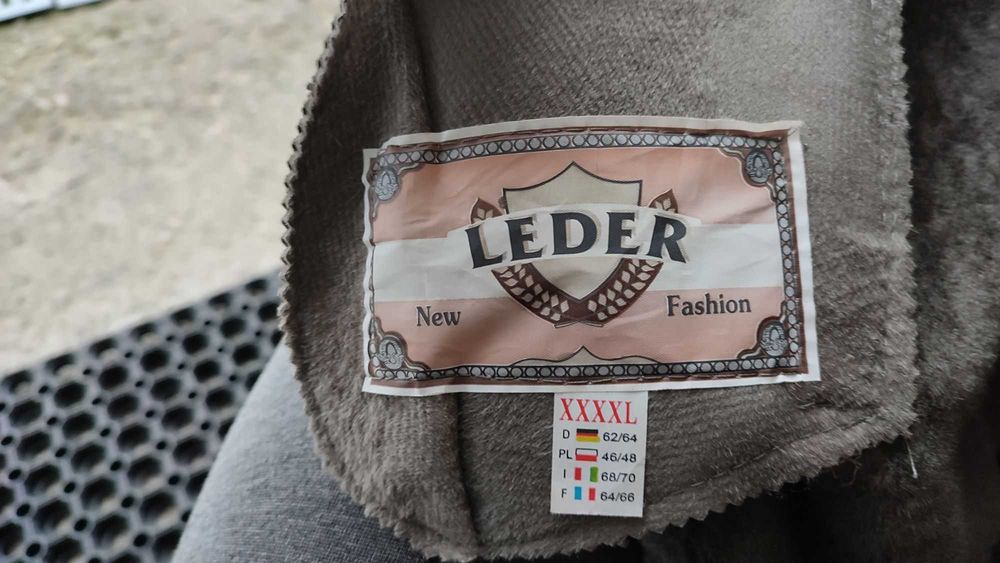 LEDER
New Fashion
XXXXL
D 62/64
PL 46/48
I 68/70
F 64/66